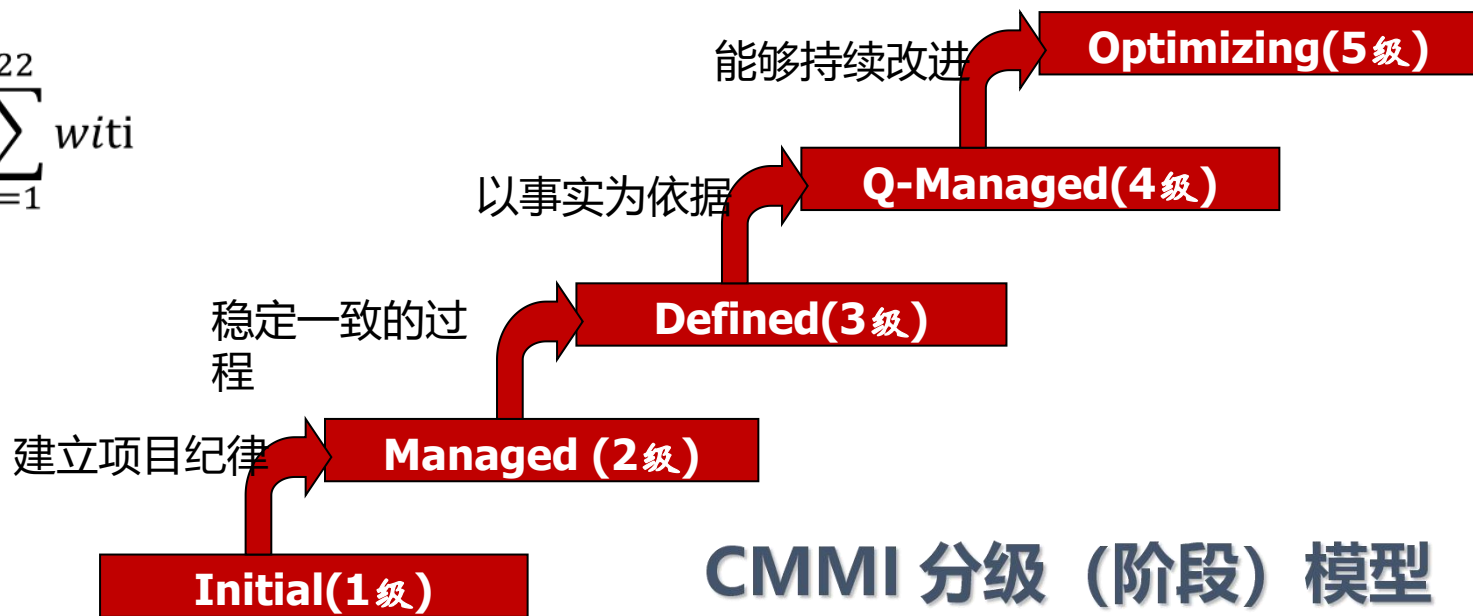 能够持续改进
Optimizing(5级)
22
∑ witi
=1
以事实为依据
Q-Managed(4级)
稳定一致的过
程
Defined(3级)
建立项目纪律
Managed (2级)
Initial(1级)
CMMI 分级（阶段）模型